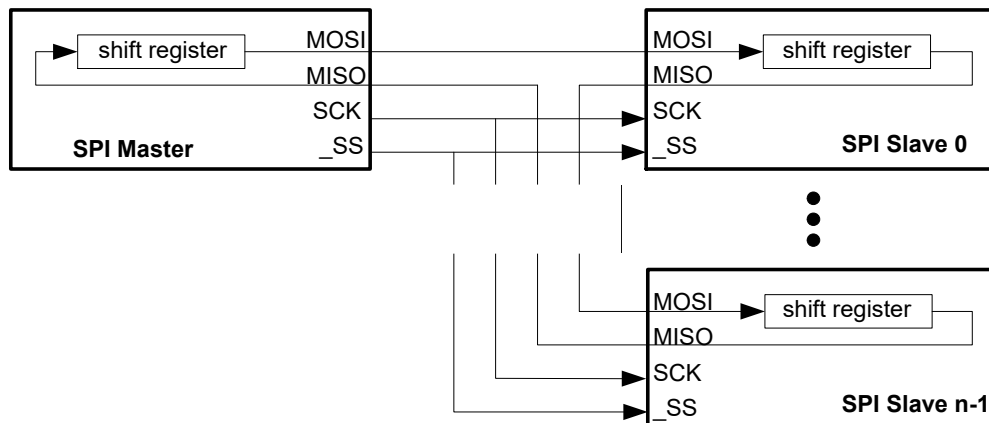 shift register
MOSI
MISO
SCK
_SS
SPI Master
MOSI
shift register
MISO
SCK
_SS
SPI Slave 0
MOSI
shift register
MISO
SCK
_SS
SPI Slave n-1